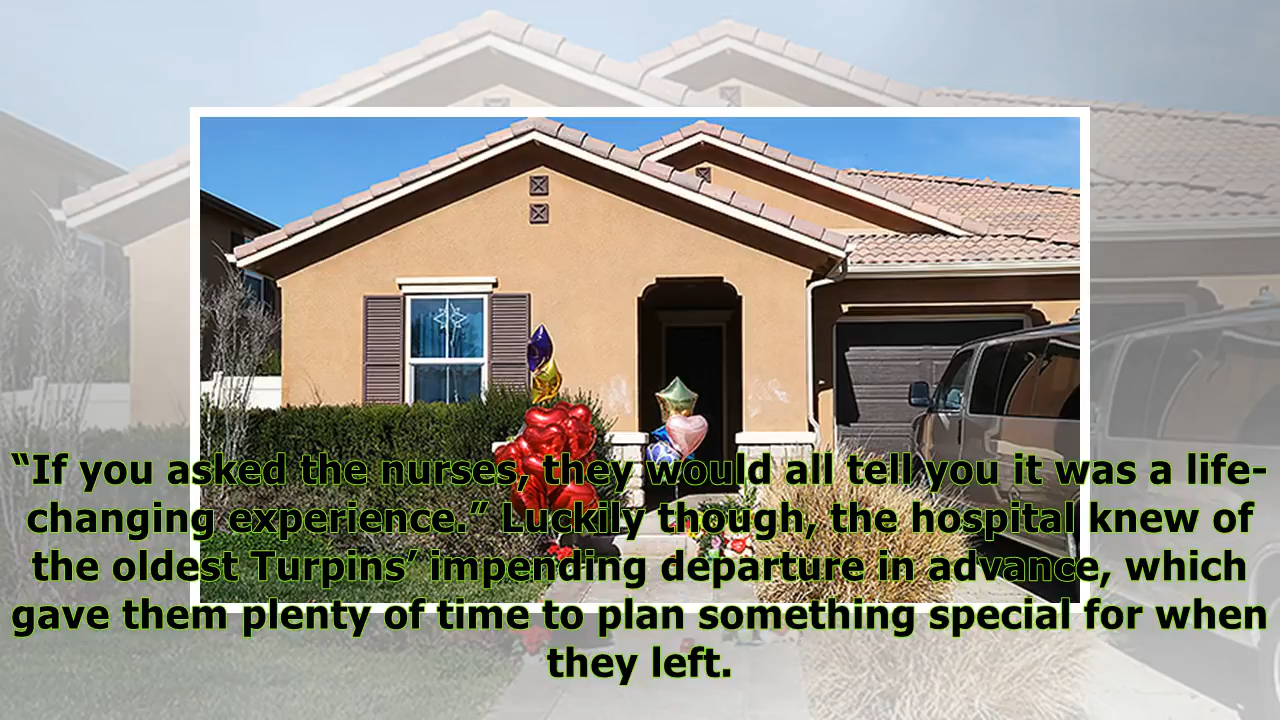 “If you asked the nurses, they would all tell you it was a life-
changing experience.” Luckily though, the hospital knew of
the oldest Turpins’ impending departure in advance, which
gave them plenty of time to plan something special for when
they left.